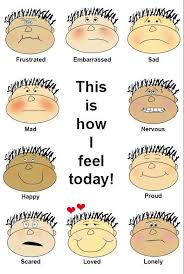 Frustrated Embarrassed Sad
This
is
how
I
feel
today!
Mad Nervous
Happy Proud
Scared Loved Lonely